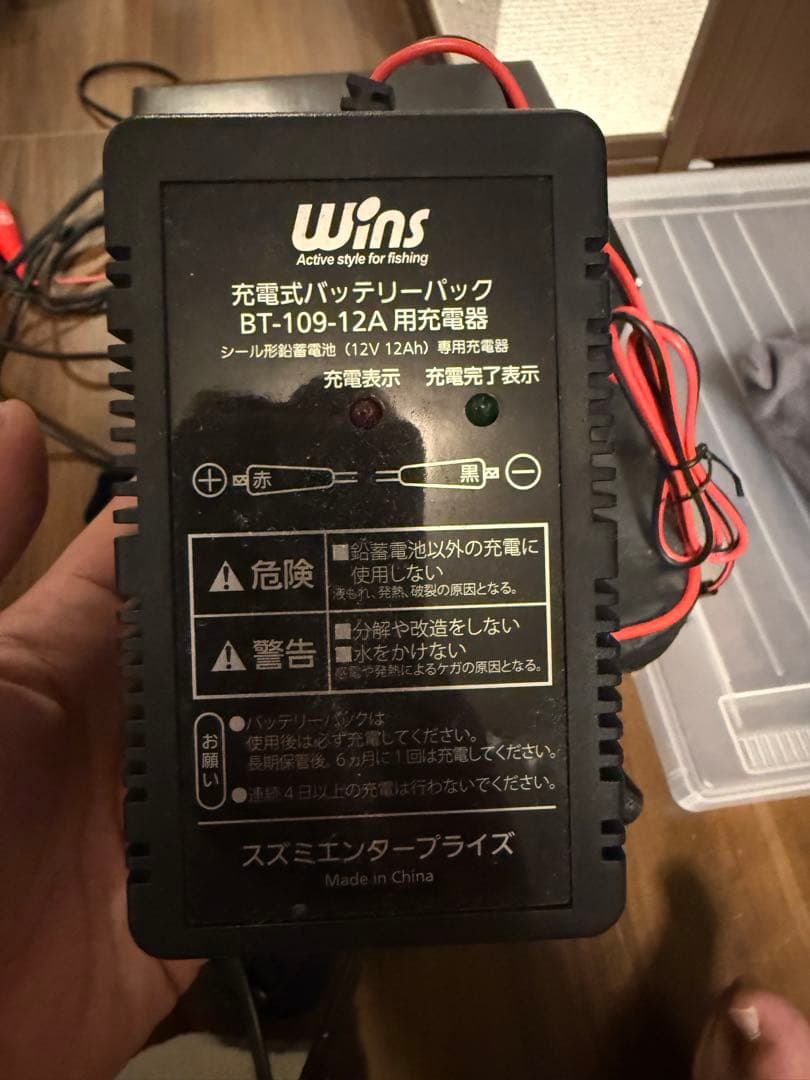 Wins
Active style for fishing
充電式バッテリーパック
BT-109-12A 用充電器
シール形鉛蓄電池（12V 12Ah）専用充電器
充電表示 充電完了表示
＋ 赤 黒 －
危険
■鉛蓄電池以外の充電に
使用しない
液もれ、発熱、破裂の原因となる。
警告
■分解や改造をしない
■水をかけない
感電や発熱によるケガの原因となる。
お願い
●バッテリーパックは
使用後は必ず充電してください。
長期保管後、6ヵ月に1回は充電してください。
●連続4日以上の充電は行わないでください。
スズミエンタープライズ
Made in China